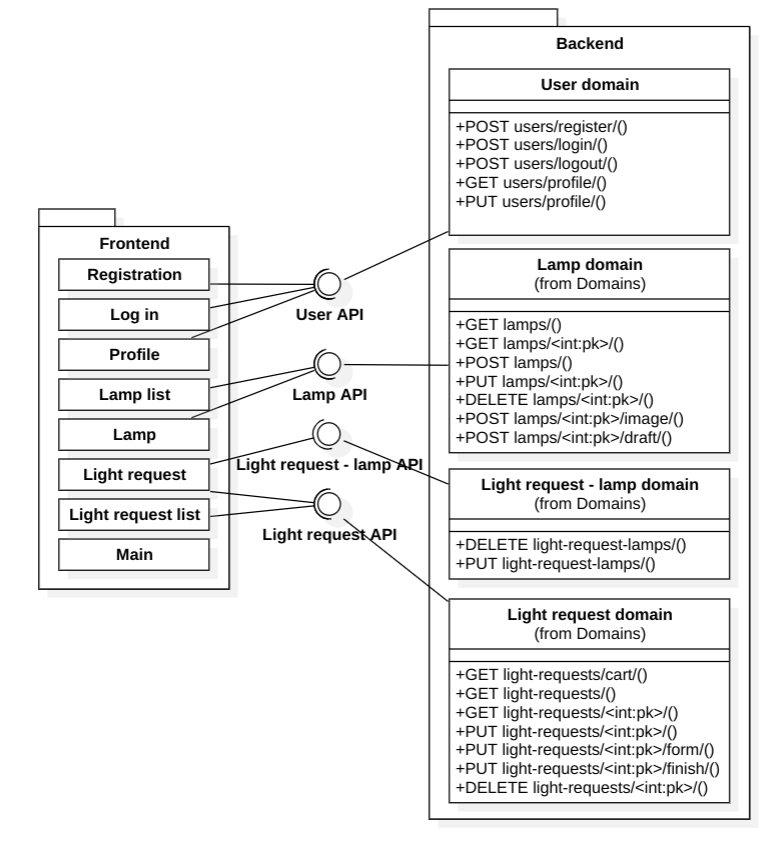 Frontend
Registration
Log in
Profile
Lamp list
Lamp
Light request
Light request list
Main
User API
Lamp API
Light request - lamp API
Light request API
Backend
User domain
+POST users/register/()
+POST users/login/()
+POST users/logout/()
+GET users/profile/()
+PUT users/profile/()
Lamp domain
(from Domains)
+GET lamps/()
+GET lamps/<int:pk>/()
+POST lamps/()
+PUT lamps/<int:pk>/()
+DELETE lamps/<int:pk>/()
+POST lamps/<int:pk>/image/()
+POST lamps/<int:pk>/draft/()
Light request - lamp domain
(from Domains)
+DELETE light-request-lamps/()
+PUT light-request-lamps/()
Light request domain
(from Domains)
+GET light-requests/cart/()
+GET light-requests/()
+GET light-requests/<int:pk>/()
+PUT light-requests/<int:pk>/()
+PUT light-requests/<int:pk>/form/()
+PUT light-requests/<int:pk>/finish/()
+DELETE light-requests/<int:pk>/()